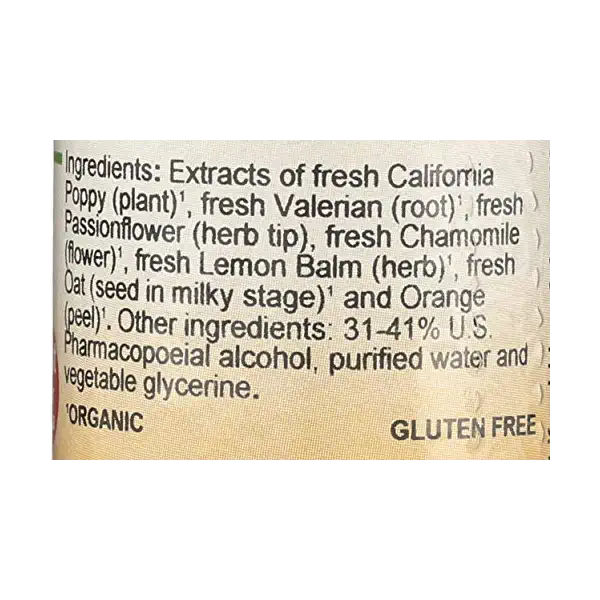 Ingredients: Extracts of fresh California
Poppy (plant)¹, fresh Valerian (root)¹, fresh
Passionflower (herb tip), fresh Chamomile
(flower)¹, fresh Lemon Balm (herb)¹, fresh
Oat (seed in milky stage)¹ and Orange
(peel)¹. Other ingredients: 31-41% U.S.
Pharmacopoeial alcohol, purified water and
vegetable glycerine.
¹ORGANIC
GLUTEN FREE